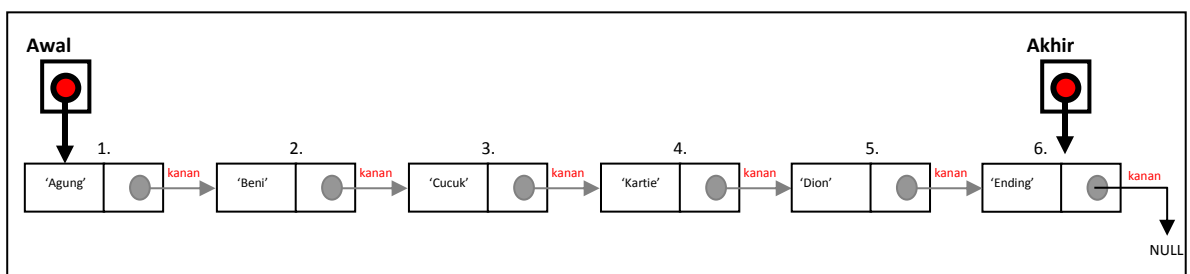 Awal Akhir
1. 2. 3. 4. 5. 6.
kanan kanan kanan kanan kanan kanan
‘Agung’ ‘Beni’ ‘Cucuk’ ‘Kartie’ ‘Dion’ ‘Ending’
NULL